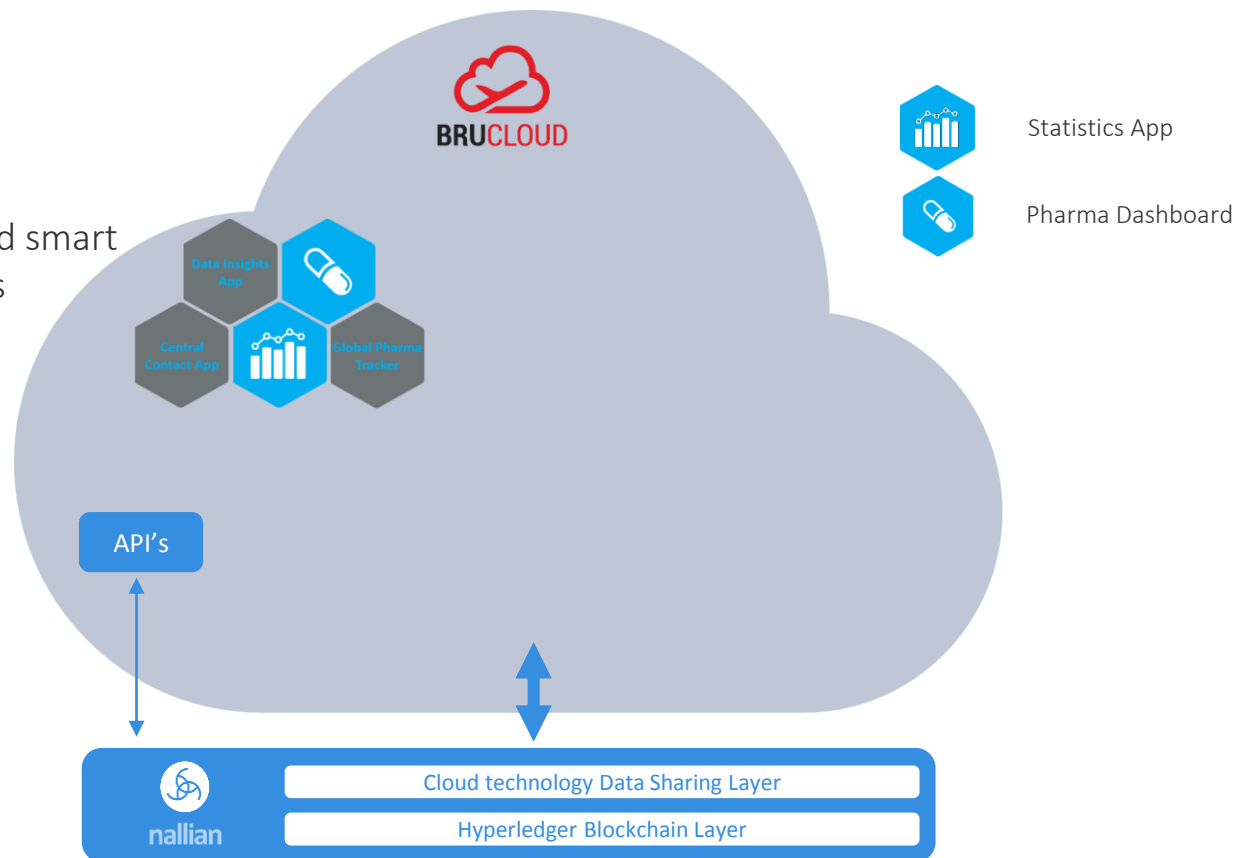 BRUCLOUD
Statistics App
Pharma Dashboard
d smart
s
Data Insights
App
Central
Contact App
Global Pharma
Tracker
API's
Cloud technology Data Sharing Layer
Hyperledger Blockchain Layer
nallian